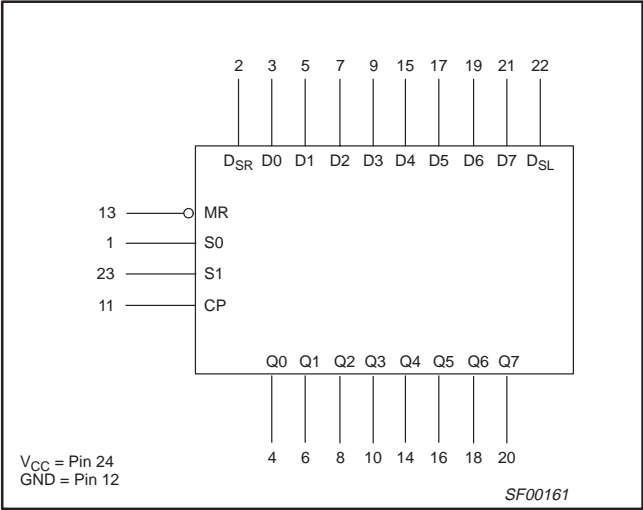 2 3 5 7 9 15 17 19 21 22
DSR D0 D1 D2 D3 D4 D5 D6 D7 DSL
13 MR
1 S0
23 S1
11 CP
Q0 Q1 Q2 Q3 Q4 Q5 Q6 Q7
4 6 8 10 14 16 18 20
VCC = Pin 24
GND = Pin 12
SF00161